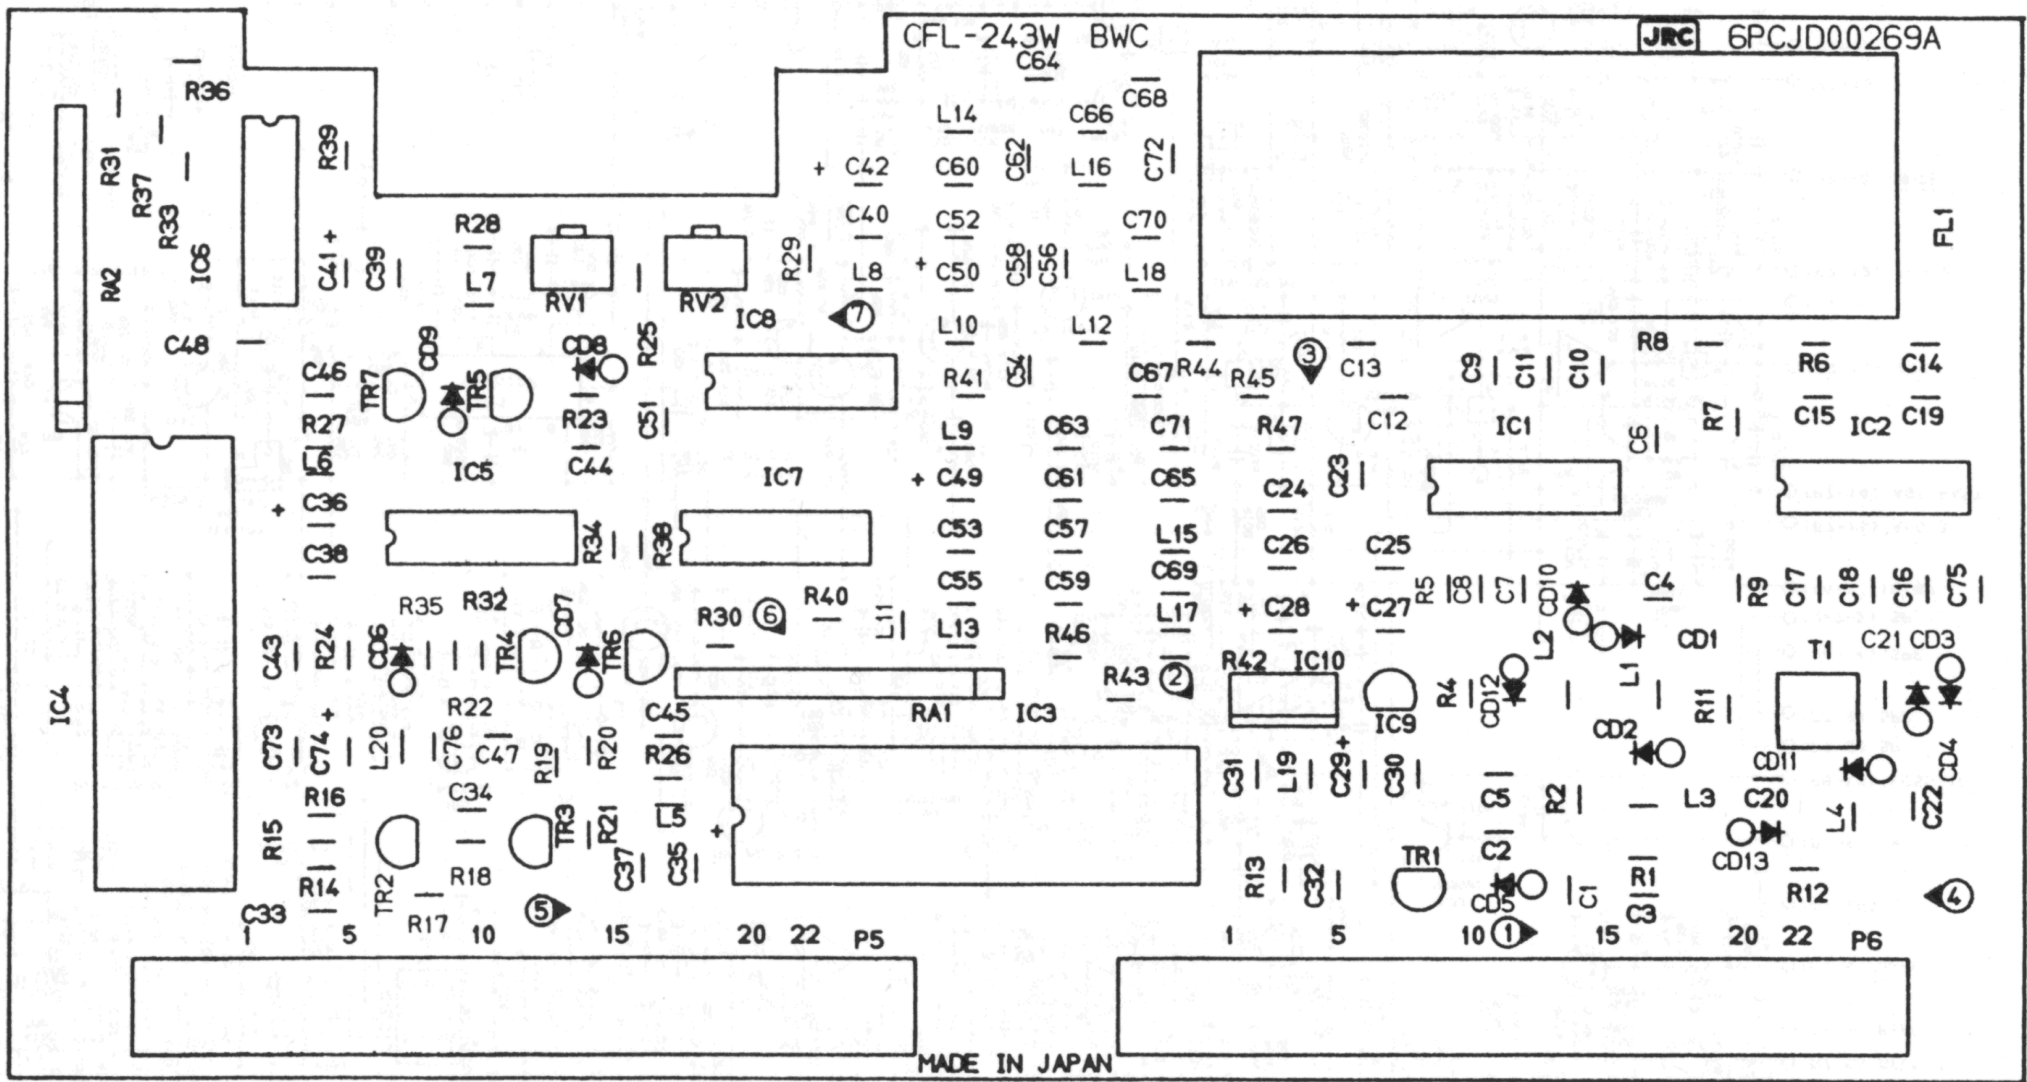 CFL-243W BWC
JRC 6PCJD00269A
C64
R36
C68
L14
C66
R39
R31
C42
C60
C62
L16
C72
R37
R33
C40
C52
C70
R28
FL1
IC6
C41 +
C39
R29
+
+
C50
C58
C56
L18
RA2
L7
L8
RV1
RV2
IC8
7
L10
L12
C48
CD9
CD8
R25
R44
3
C13
R8
R6
C14
C46
TR7
TR5
R41
C54
C67
R45
C9
C11
C10
R27
R23
C51
C12
R7
C15
C19
L6
C44
L9
C63
C71
R47
IC1
C6
IC2
IC5
IC7
+
C49
C61
C65
C23
C24
+
C36
C53
C57
L15
C26
C25
C38
R34
R38
C55
C59
C69
R5
C8
C7
CD10
C4
R9
C17
C18
C16
C75
R35
R32
CD7
R30
6
R40
L11
L13
R46
L17
+
C28
+
C27
C43
R24
CD6
TR4
TR6
R42
IC10
L2
CD1
T1
C21
CD3
IC4
R22
RA1
IC3
R43
2
IC9
R4
CD12
L1
R11
C73
C74 +
L20
C76
C47
R19
R20
C45
R26
C31
L19
C29+
C30
CD2
CD11
CD4
R16
C34
C5
R2
L3
C20
L4
C22
R15
TR3
R21
L5
+
CD13
TR2
R18
C37
C35
R13
C32
TR1
C2
R14
R17
5
CD5
C1
R1
C3
R12
4
C33
1 5 10 15 20 22 P5
1 5 10 1 15 20 22 P6
MADE IN JAPAN